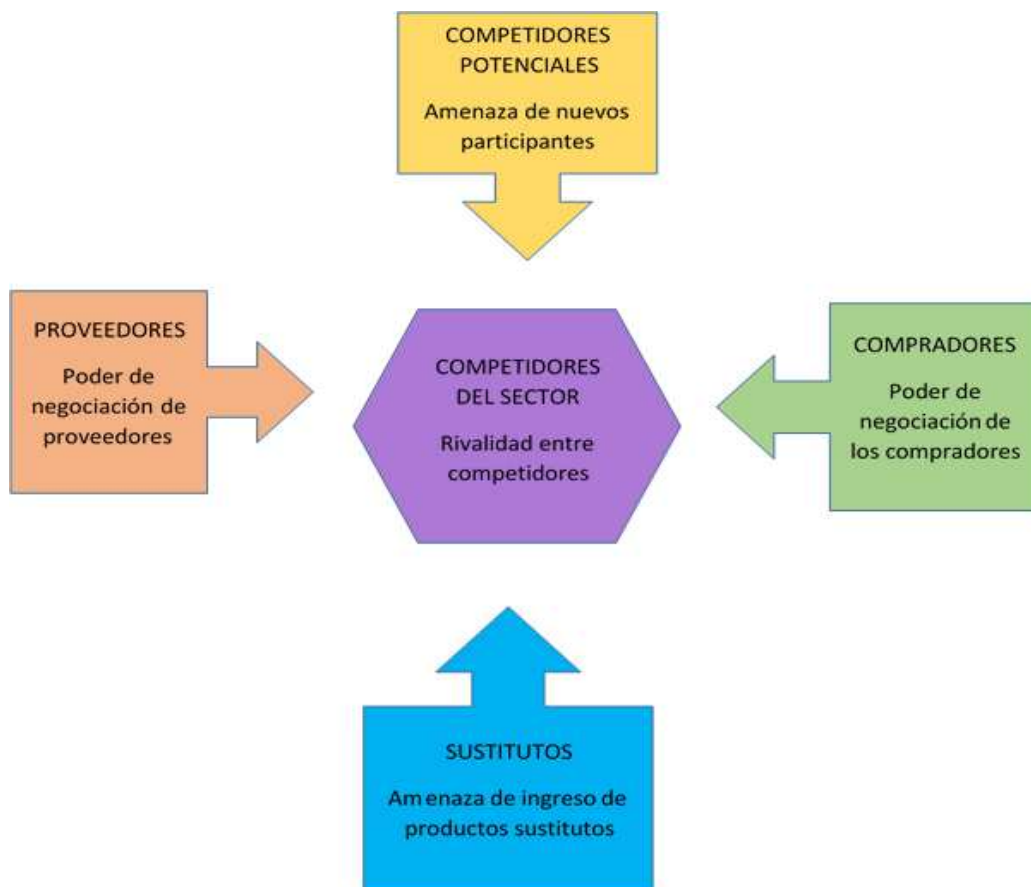 COMPETIDORES
POTENCIALES
Amenaza de nuevos
participantes
PROVEEDORES
Poder de
negociación de
proveedores
COMPETIDORES
DEL SECTOR
Rivalidad entre
competidores
COMPRADORES
Poder de
negociación de
los compradores
SUSTITUTOS
Amenaza de ingreso de
productos sustitutos